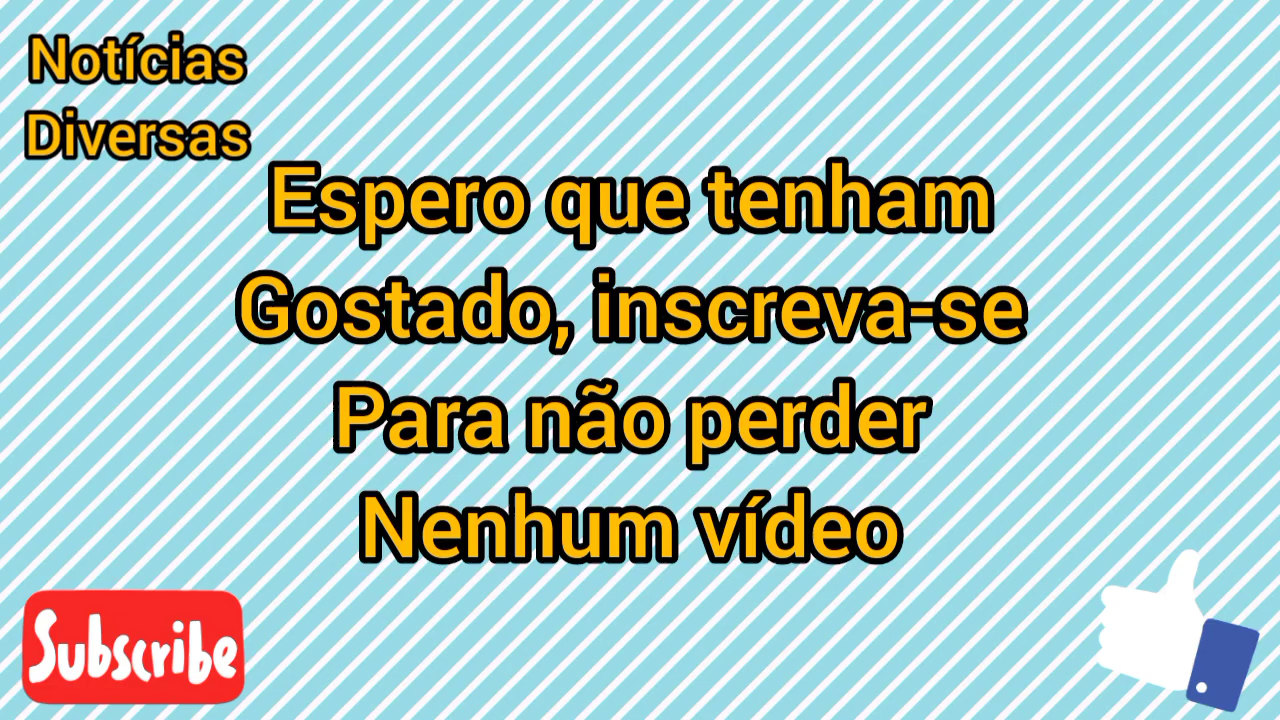 Notícias
Diversas
Espero que tenham
Gostado, inscreva-se
Para não perder
Nenhum vídeo
Subscribe